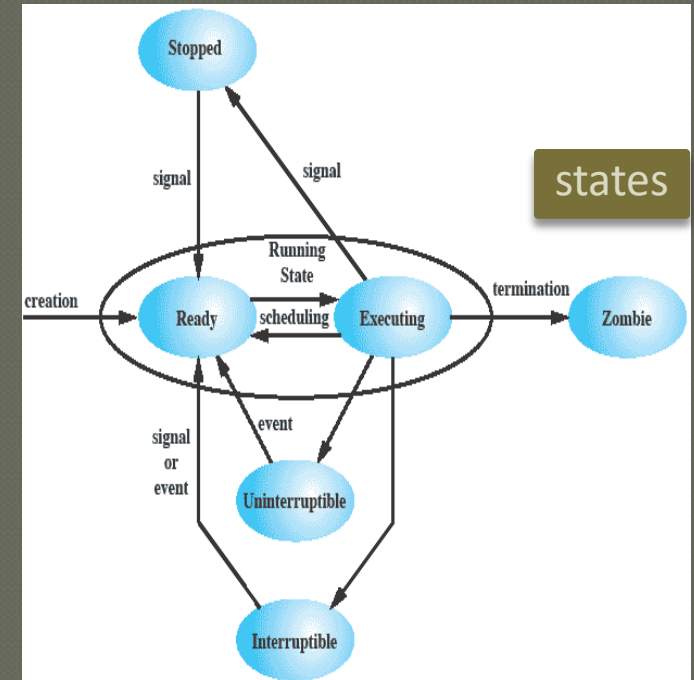 Stopped
signal
signal
states
Running
State
creation
Ready
scheduling
Executing
termination
Zombie
event
signal
or
event
Uninterruptible
Interruptible